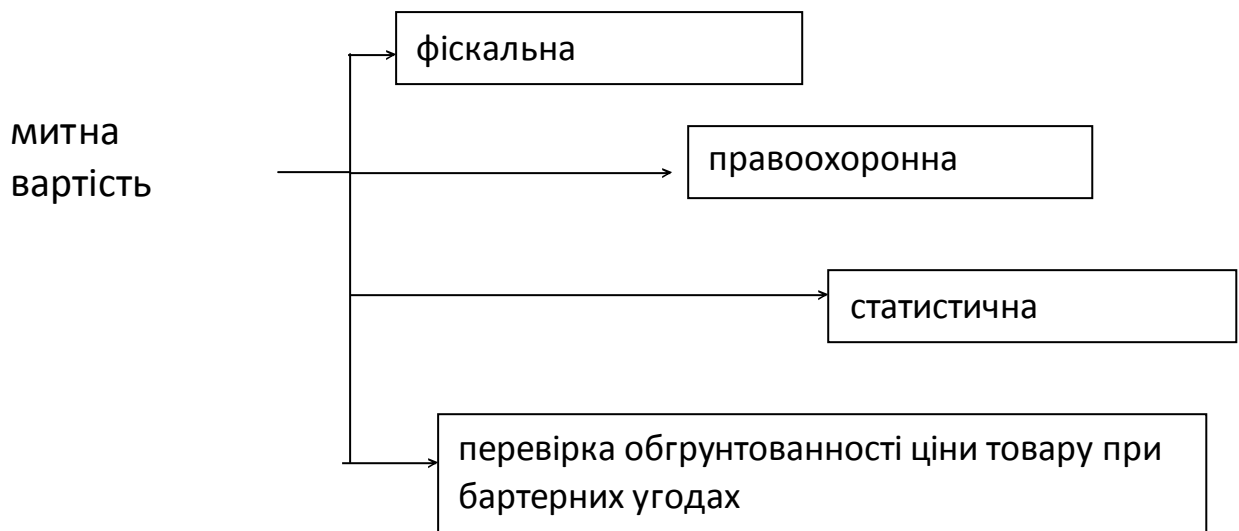 фіскальна
митна
вартість
правоохоронна
статистична
перевірка обгрунтованності ціни товару при
бартерних угодах